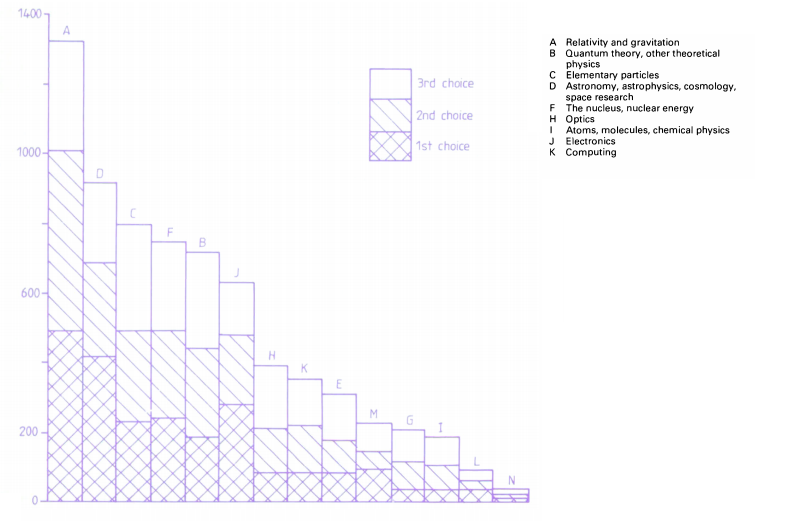 1400
A
A Relativity and gravitation
B Quantum theory, other theoretical
physics
C Elementary particles
D Astronomy, astrophysics, cosmology,
space research
F The nucleus, nuclear energy
H Optics
I Atoms, molecules, chemical physics
J Electronics
K Computing
3rd choice
2nd choice
1st choice
1000
D
C
F
B
J
600
H
K
E
M
G
I
200
L
N
0